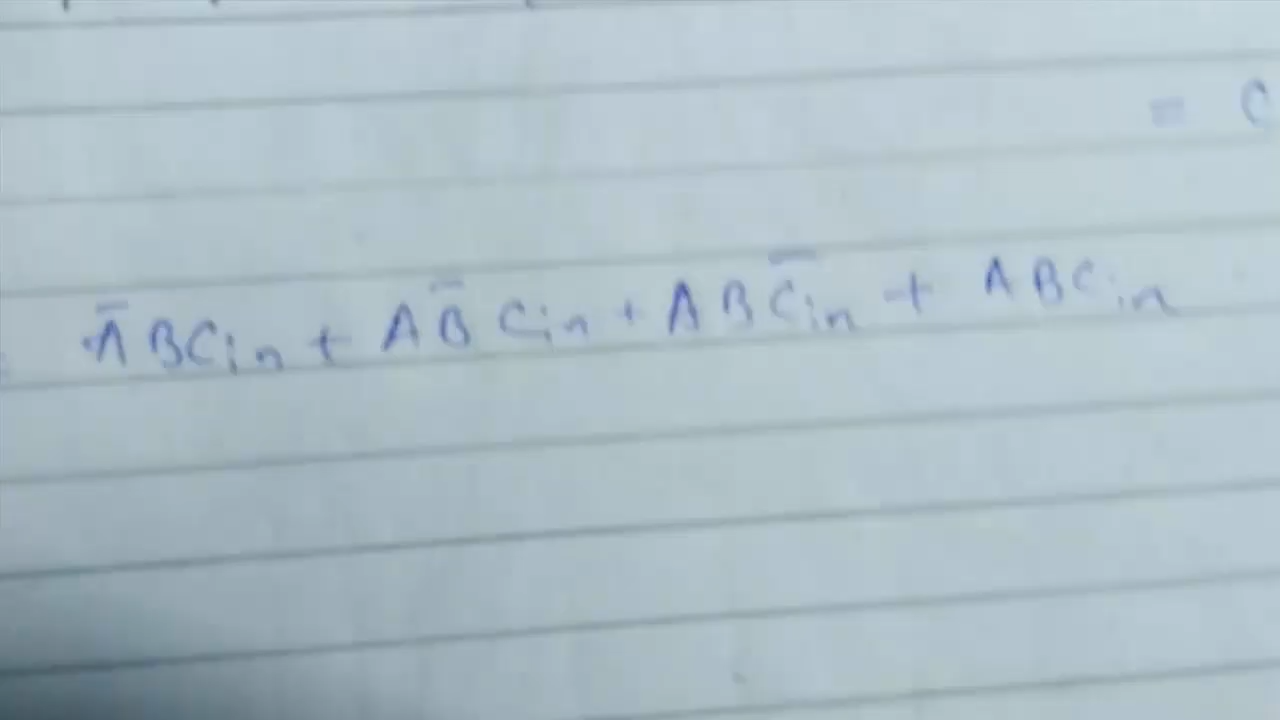 = C
ĀBCin + AB̄Cin + ABC̄in + ABCin